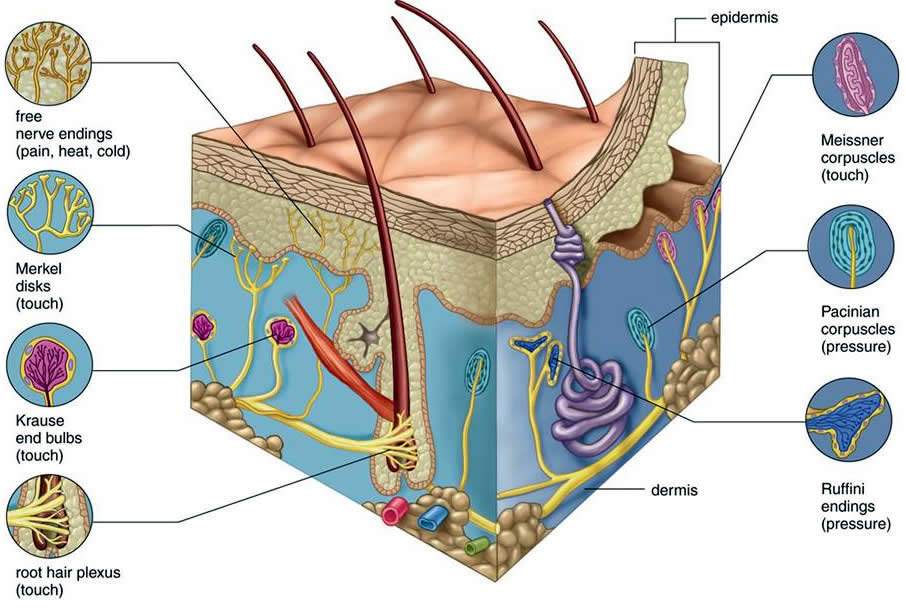 epidermis
free
nerve endings
(pain, heat, cold)
Merkel
disks
(touch)
Krause
end bulbs
(touch)
root hair plexus
(touch)
Meissner
corpuscles
(touch)
Pacinian
corpuscles
(pressure)
Ruffini
endings
(pressure)
dermis